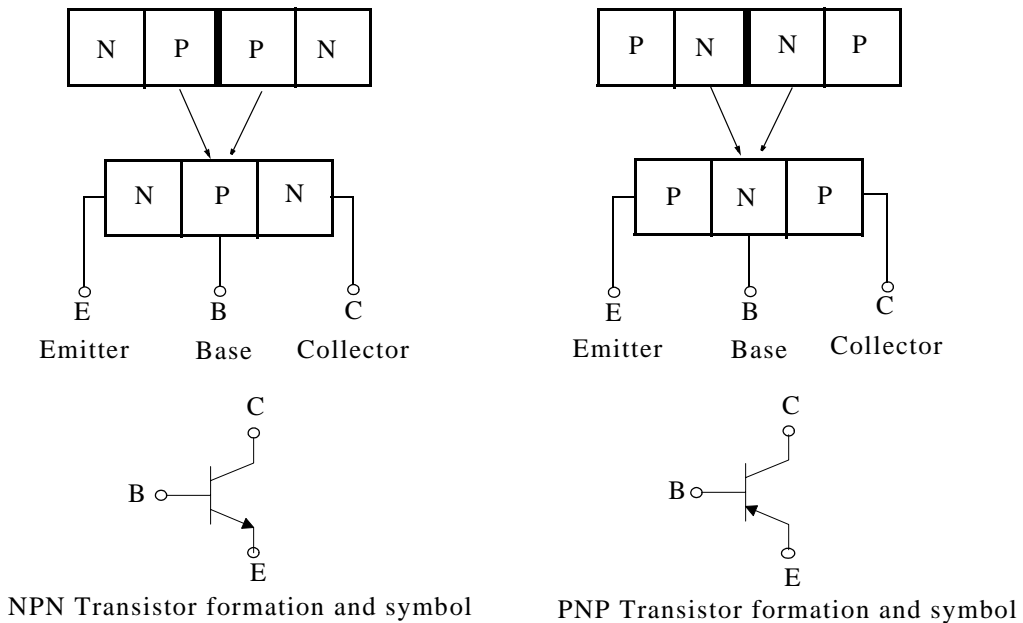 N P P N
N P N
E B C
Emitter Base Collector
C
B
E
NPN Transistor formation and symbol
P N N P
P N P
E B C
Emitter Base Collector
C
B
E
PNP Transistor formation and symbol